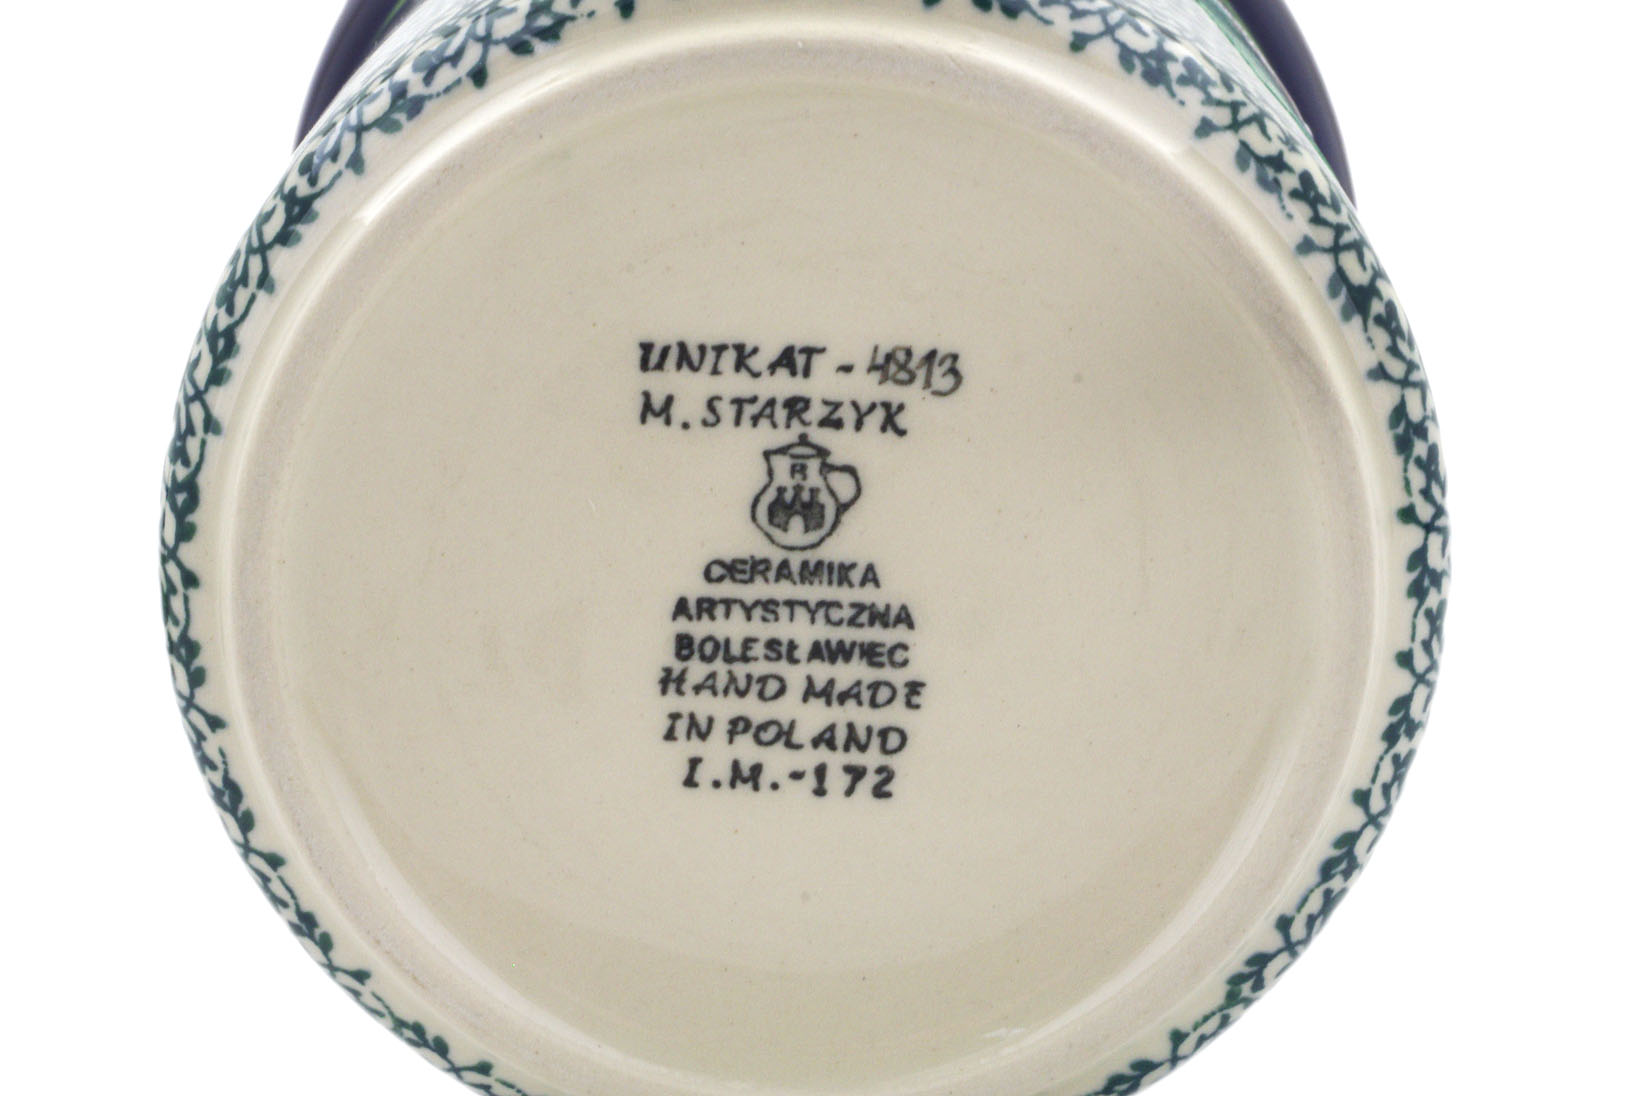 UNIKAT - 4813
M. STARZYK
R
CERAMIKA
ARTYSTYCZNA
BOLESŁAWIEC
HAND MADE
IN POLAND
I.M.-172